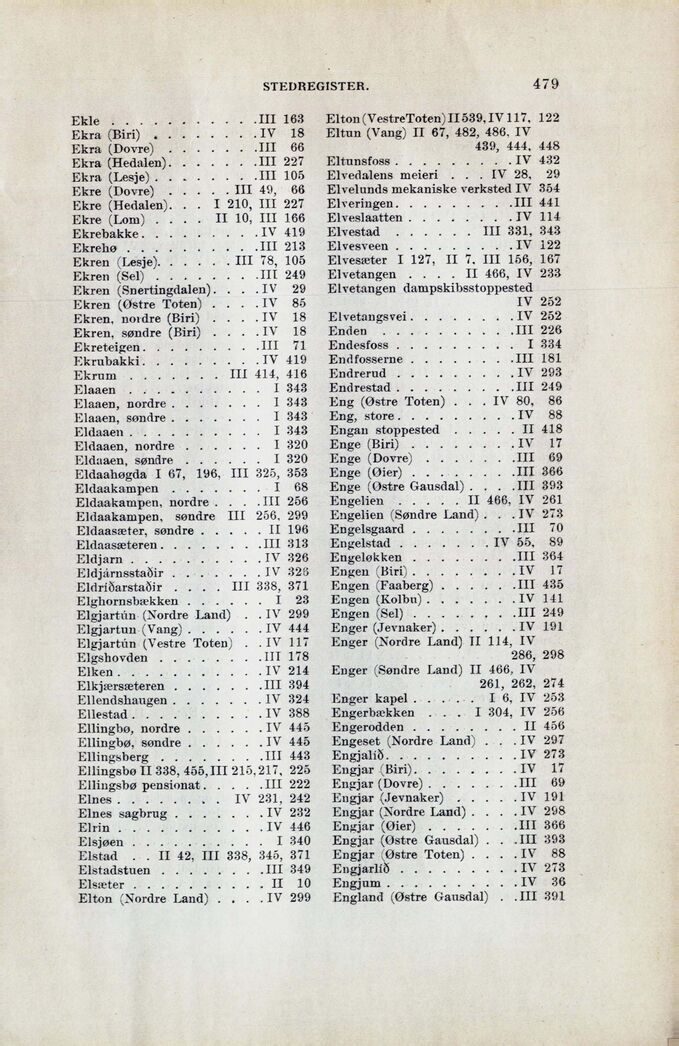 STEDREGISTER. 479
Ekle . . . . . . . . . . III 163
Ekra (Biri) . . . . . . . . IV 18
Ekra (Dovre) . . . . . . . III 66
Ekra (Hedalen) . . . . . . . III 227
Ekra (Lesje) . . . . . . . . III 105
Ekre (Dovre) . . . . . III 49, 66
Ekre (Hedalen) . . . I 210, III 227
Ekre (Lom) . . . . II 10, III 166
Ekrebakke . . . . . . . . . IV 419
Ekrehø . . . . . . . . . . III 213
Ekren (Lesje) . . . . . . III 78, 105
Ekren (Sel) . . . . . . . . III 249
Ekren (Snertingdalen) . . . . IV 29
Ekren (Østre Toten) . . . . IV 85
Ekren, nordre (Biri) . . . . IV 18
Ekren, søndre (Biri) . . . . IV 18
Ekreteigen . . . . . . . . . III 71
Ekrubakki . . . . . . . . . IV 419
Ekrum . . . . . . . III 414, 416
Elaaen . . . . . . . . . . I 343
Elaaen, nordre . . . . . . . I 343
Elaaen, søndre . . . . . . . I 343
Eldaaen . . . . . . . . . . I 343
Eldaaen, nordre . . . . . . . I 320
Eldaaen, søndre . . . . . . I 320
Eldaahøgda I 67, 196, III 325, 353
Eldaakampen . . . . . . . I 68
Eldaakampen, nordre . . . . III 256
Eldaakampen, søndre III 256, 299
Eldaasæter, søndre . . . . . II 196
Eldaasæteren . . . . . . . . III 313
Eldjarn . . . . . . . . . . IV 326
Eldjárnsstaðir . . . . . . . IV 326
Eldríðarstaðir . . . . III 338, 371
Elghornsbækken . . . . . . I 23
Elgjartún (Nordre Land) . . IV 299
Elgjartun (Vang) . . . . . . IV 444
Elgjartún (Vestre Toten) . . IV 117
Elgshovden . . . . . . . . III 178
Elken . . . . . . . . . . . IV 214
Elkjærsæteren . . . . . . . III 394
Ellendshaugen . . . . . . . IV 324
Ellestad . . . . . . . . . . IV 388
Ellingbø, nordre . . . . . . IV 445
Ellingbø, søndre . . . . . . IV 445
Ellingsberg . . . . . . . . III 443
Ellingsbø II 338, 455, III 215, 217, 225
Ellingsbø pensionat . . . . . III 222
Elnes . . . . . . . . IV 231, 242
Elnes sagbrug . . . . . . . IV 232
Elrin . . . . . . . . . . . IV 446
Elsjøen . . . . . . . . . . I 340
Elstad . . II 42, III 338, 345, 371
Elstadstuen . . . . . . . . III 349
Elsæter . . . . . . . . . . II 10
Elton (Nordre Land) . . . . IV 299
Elton (Vestre Toten) II 539, IV 117, 122
Eltun (Vang) II 67, 482, 486, IV
439, 444, 448
Eltunsfoss . . . . . . . . . IV 432
Elvedalens meieri . . . IV 28, 29
Elvelunds mekaniske verksted IV 354
Elveringen . . . . . . . . . III 441
Elveslaatten . . . . . . . . IV 114
Elvestad . . . . . . III 331, 343
Elvesveen . . . . . . . . . IV 122
Elvesæter I 127, II 7, III 156, 167
Elvetangen . . . . II 466, IV 233
Elvetangen dampskibsstoppested
IV 252
Elvetangsvei . . . . . . . . IV 252
Enden . . . . . . . . . . III 226
Endesfoss . . . . . . . . . I 334
Endfosserne . . . . . . . . III 181
Endrerud . . . . . . . . . IV 293
Endrestad . . . . . . . . . III 249
Eng (Østre Toten) . . . IV 80, 86
Eng, store . . . . . . . . . IV 88
Engan stoppested . . . . . II 418
Enge (Biri) . . . . . . . . IV 17
Enge (Dovre) . . . . . . . III 69
Enge (Øier) . . . . . . . . III 366
Enge (Østre Gausdal) . . . . III 393
Engelien . . . . . II 466, IV 261
Engelien (Søndre Land) . . . IV 273
Engelsgaard . . . . . . . . III 70
Engelstad . . . . . . . IV 55, 89
Engeløkken . . . . . . . . III 364
Engen (Biri) . . . . . . . . IV 17
Engen (Faaberg) . . . . . . III 435
Engen (Kolbu) . . . . . . . IV 141
Engen (Sel) . . . . . . . . III 249
Enger (Jevnaker) . . . . . . IV 191
Enger (Nordre Land) II 114, IV
286, 298
Enger (Søndre Land) II 466, IV
261, 262, 274
Enger kapel . . . . . I 6, IV 253
Engerbækken . . . I 304, IV 256
Engerodden . . . . . . . . II 456
Engeset (Nordre Land) . . . IV 297
Engjalíð . . . . . . . . . . IV 273
Engjar (Biri) . . . . . . . . IV 17
Engjar (Dovre) . . . . . . . III 69
Engjar (Jevnaker) . . . . . IV 191
Engjar (Nordre Land) . . . . IV 298
Engjar (Øier) . . . . . . . III 366
Engjar (Østre Gausdal) . . . III 393
Engjar (Østre Toten) . . . . IV 88
Engjarlíð . . . . . . . . . IV 273
Engjum . . . . . . . . . . IV 36
England (Østre Gausdal) . . III 391